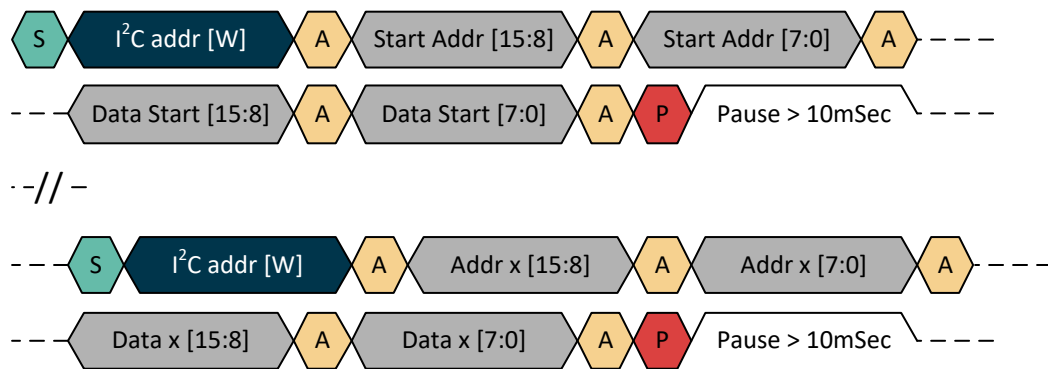 S I²C addr [W] A Start Addr [15:8] A Start Addr [7:0] A
Data Start [15:8] A Data Start [7:0] A P Pause > 10mSec
S I²C addr [W] A Addr x [15:8] A Addr x [7:0] A
Data x [15:8] A Data x [7:0] A P Pause > 10mSec